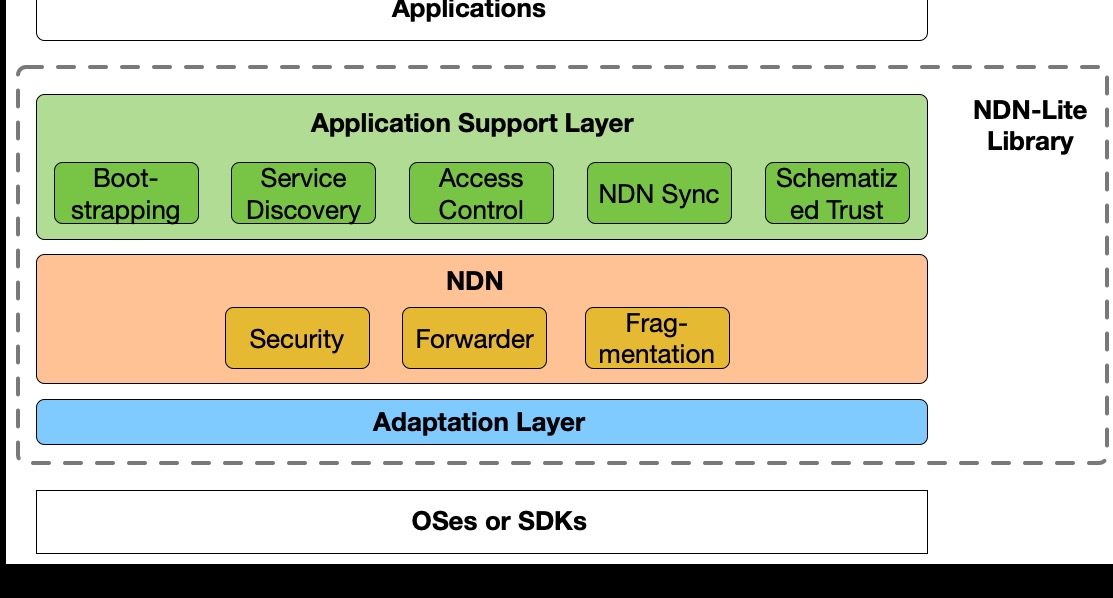 Applications
Application Support Layer
NDN-Lite
Library
Boot-
strapping
Service
Discovery
Access
Control
NDN Sync
Schematiz
ed Trust
NDN
Security
Forwarder
Frag-
mentation
Adaptation Layer
OSes or SDKs